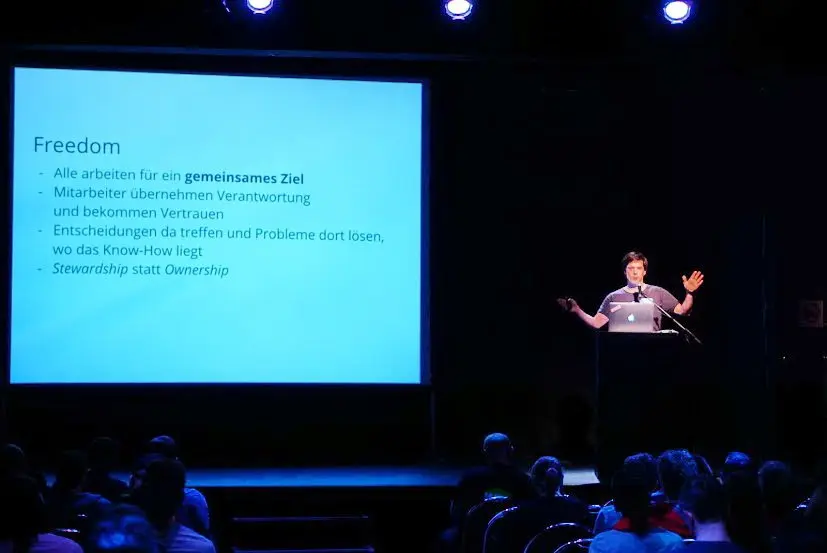 Freedom
- Alle arbeiten für ein gemeinsames Ziel
- Mitarbeiter übernehmen Verantwortung
und bekommen Vertrauen
- Entscheidungen da treffen und Probleme dort lösen,
wo das Know-How liegt
- Stewardship statt Ownership